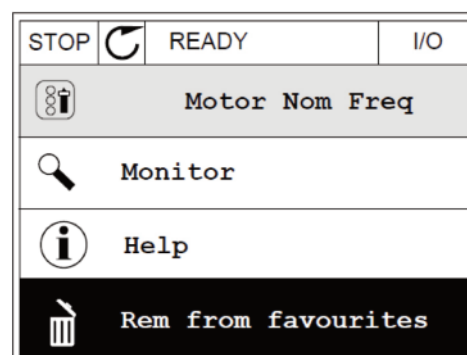 STOP READY I/O
Motor Nom Freq
Monitor
Help
Rem from favourites